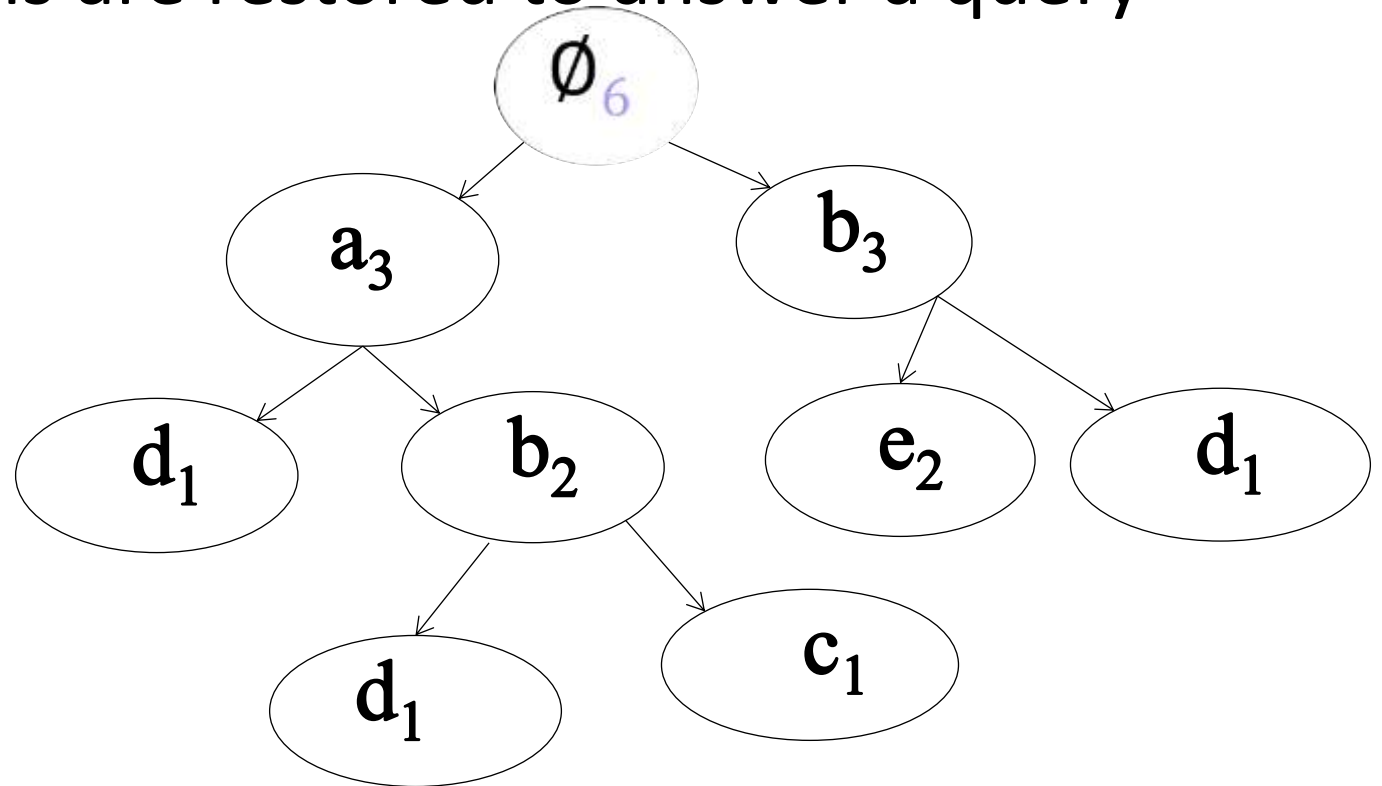 are restored to answer a query
∅₆
a₃ b₃
d₁ b₂ e₂ d₁
d₁ c₁